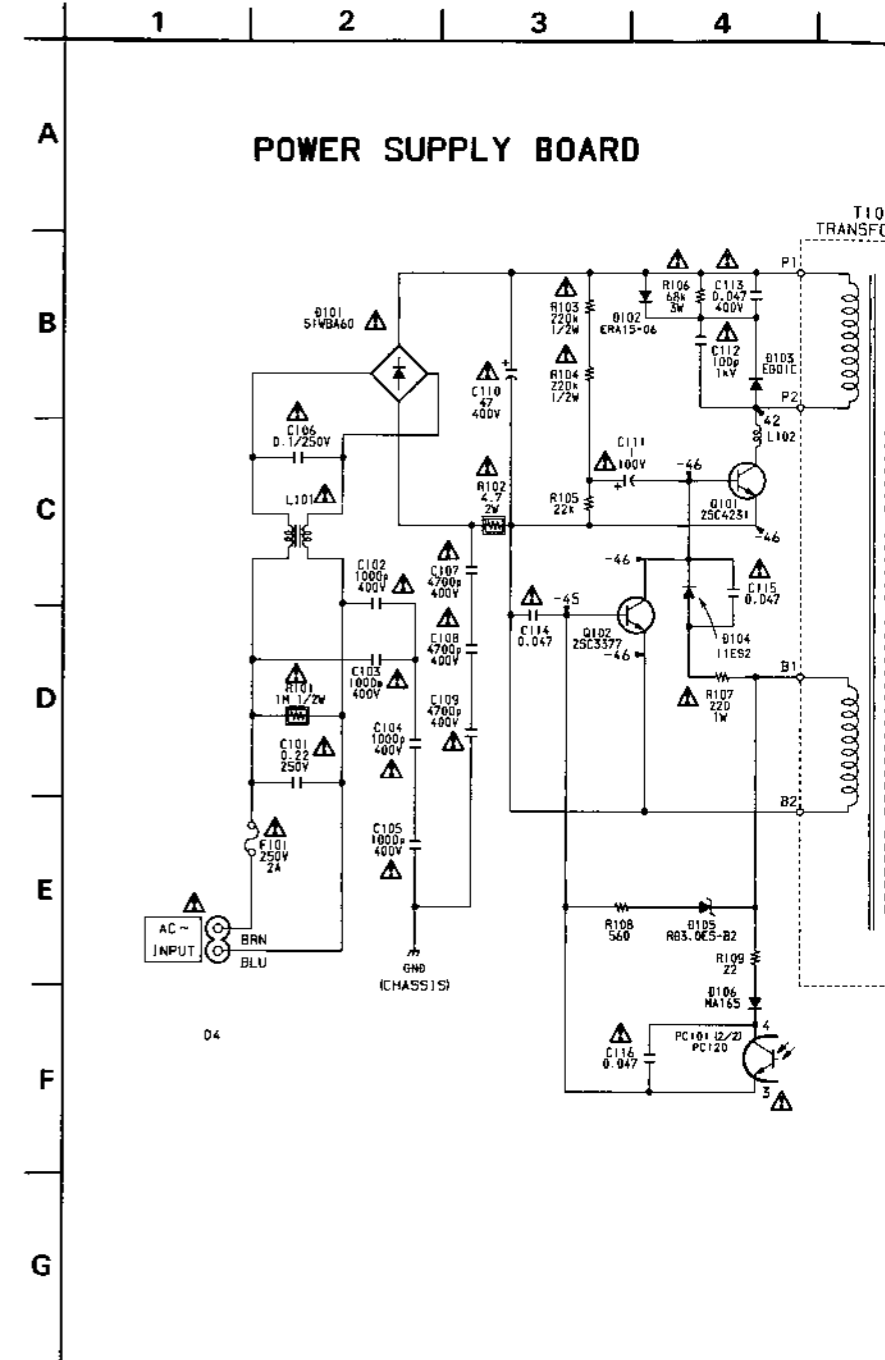 1 2 3 4
A
POWER SUPPLY BOARD
T10
TRANSFO
P1
B
D101
S1WBA60
R103
220k
1/2W
D102
ERA15-06
R106
68k
3W
C113
0.047
400V
C110
47
400V
R104
220k
1/2W
C112
100p
1kV
D103
EG01C
P2
42
L102
C106
0.1/250V
C111
1
100V
-46
R102
4.7
2W
C
L101
R105
22k
Q101
2SC4231
-46
C102
1000p
400V
C107
4700p
400V
-46
C115
0.047
-45
C114
0.047
Q102
2SC3377
-46
D104
11ES2
C108
4700p
400V
B1
D
R101
1M 1/2W
C103
1000p
400V
C109
4700p
400V
R107
220
1W
C101
0.22
250V
C104
1000p
400V
B2
F101
250V
2A
C105
1000p
400V
E
AC~
INPUT
BRN
BLU
GND
(CHASSIS)
R108
560
D105
RD3.0ES-B2
R109
22
D106
MA165
04
C116
0.047
PC101 (2/2)
PC120
4
3
F
G